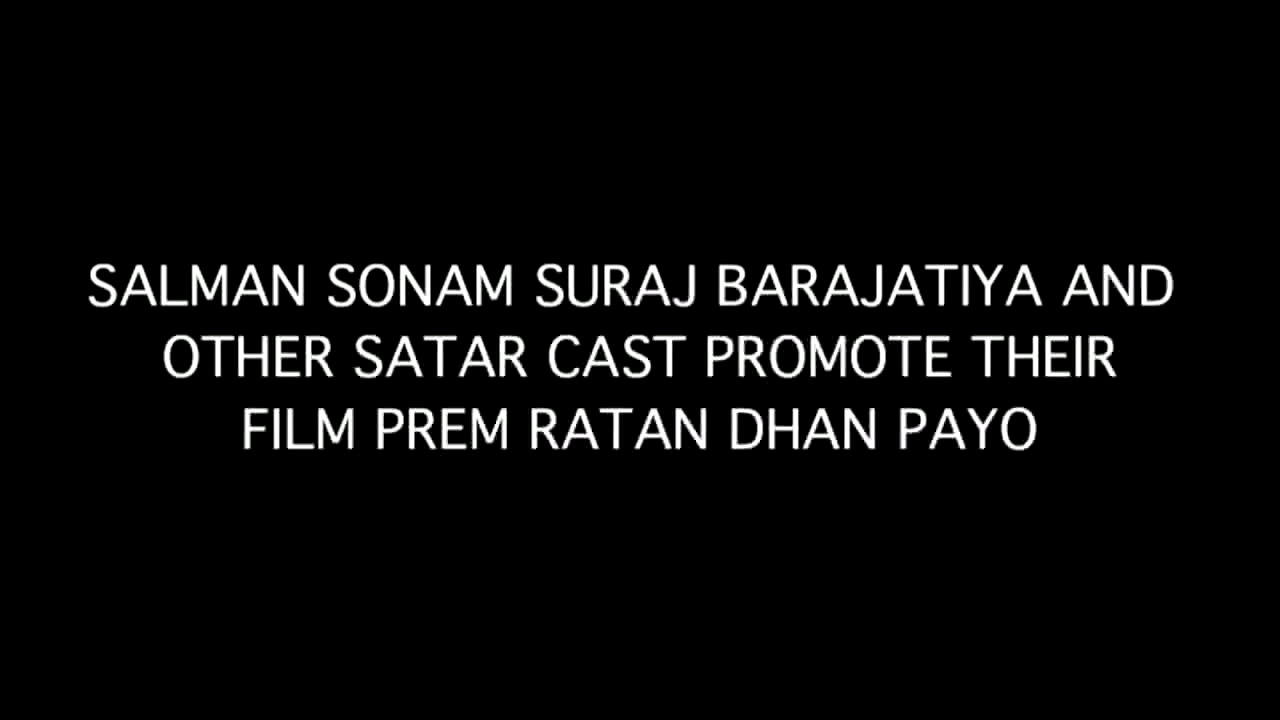 SALMAN SONAM SURAJ BARAJATIYA AND
OTHER SATAR CAST PROMOTE THEIR
FILM PREM RATAN DHAN PAYO